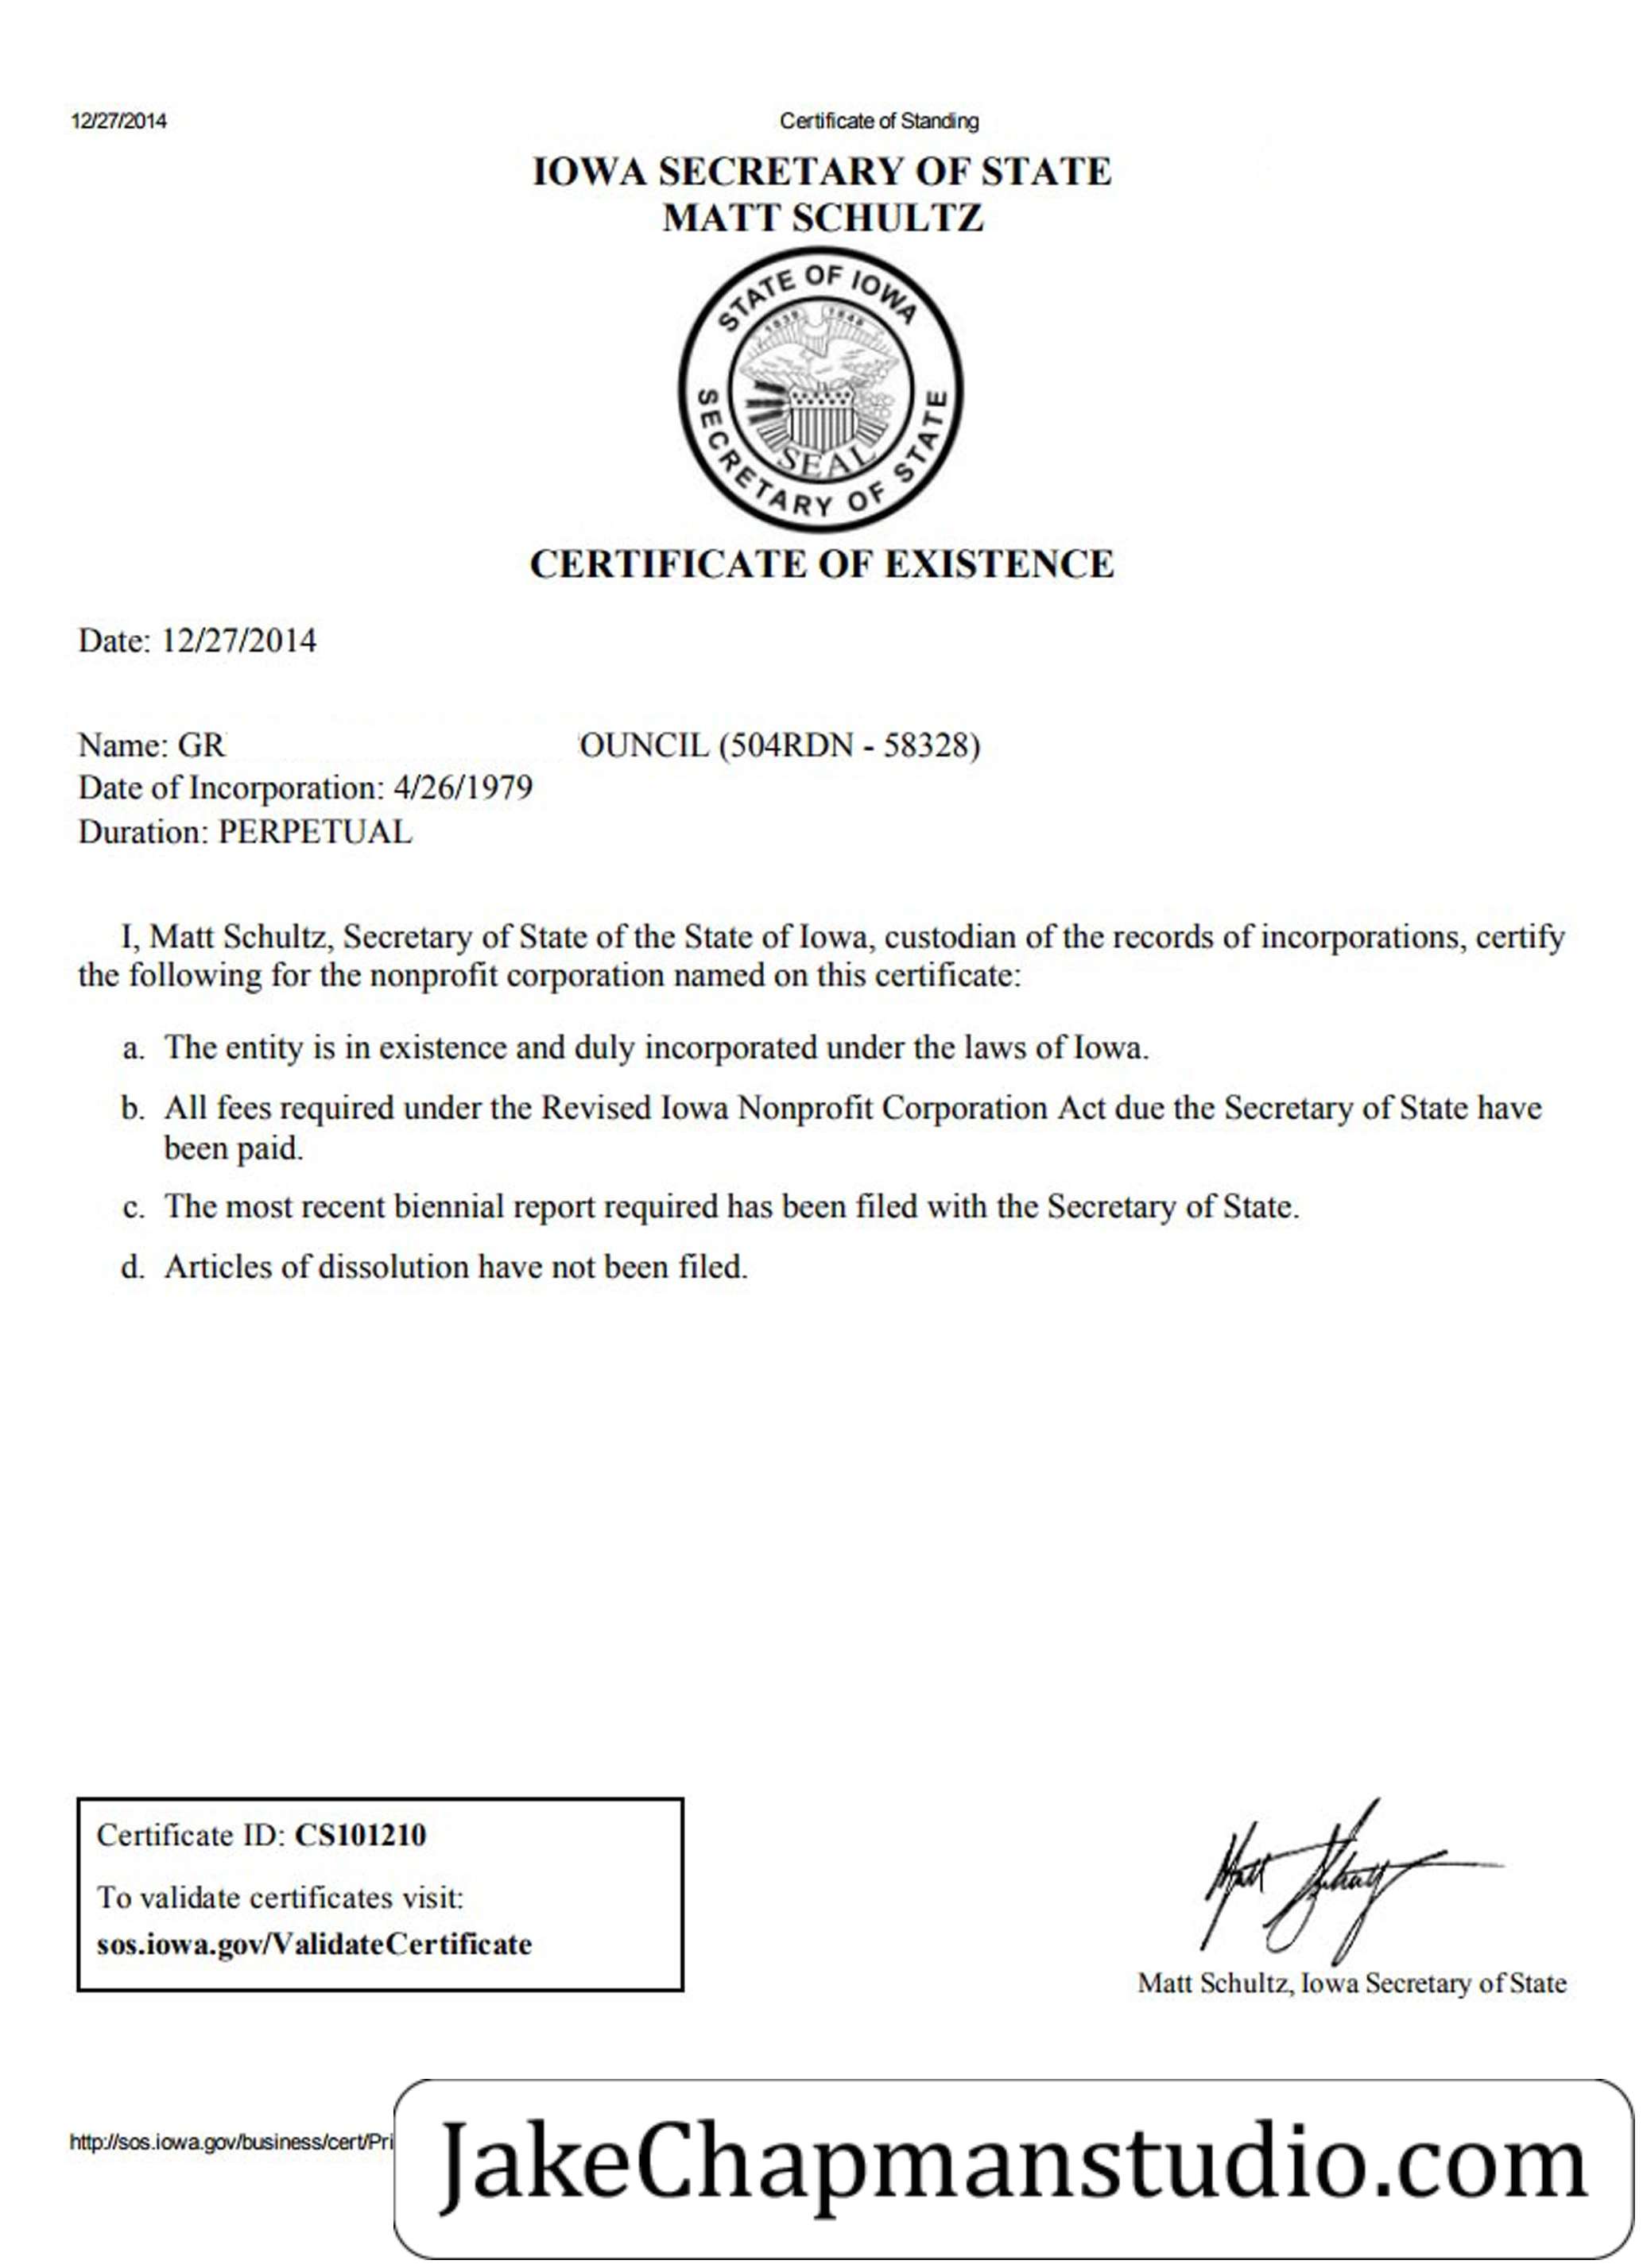 12/27/2014 Certificate of Standing
IOWA SECRETARY OF STATE
MATT SCHULTZ
STATE OF IOWA
SECRETARY OF STATE
SEAL
CERTIFICATE OF EXISTENCE
Date: 12/27/2014
Name: GR OUNCIL (504RDN - 58328)
Date of Incorporation: 4/26/1979
Duration: PERPETUAL
I, Matt Schultz, Secretary of State of the State of Iowa, custodian of the records of incorporations, certify
the following for the nonprofit corporation named on this certificate:
a. The entity is in existence and duly incorporated under the laws of Iowa.
b. All fees required under the Revised Iowa Nonprofit Corporation Act due the Secretary of State have
been paid.
c. The most recent biennial report required has been filed with the Secretary of State.
d. Articles of dissolution have not been filed.
Certificate ID: CS101210
To validate certificates visit:
sos.iowa.gov/ValidateCertificate
Matt Schultz
Matt Schultz, Iowa Secretary of State
http://sos.iowa.gov/business/cert/Pri
JakeChapmanstudio.com